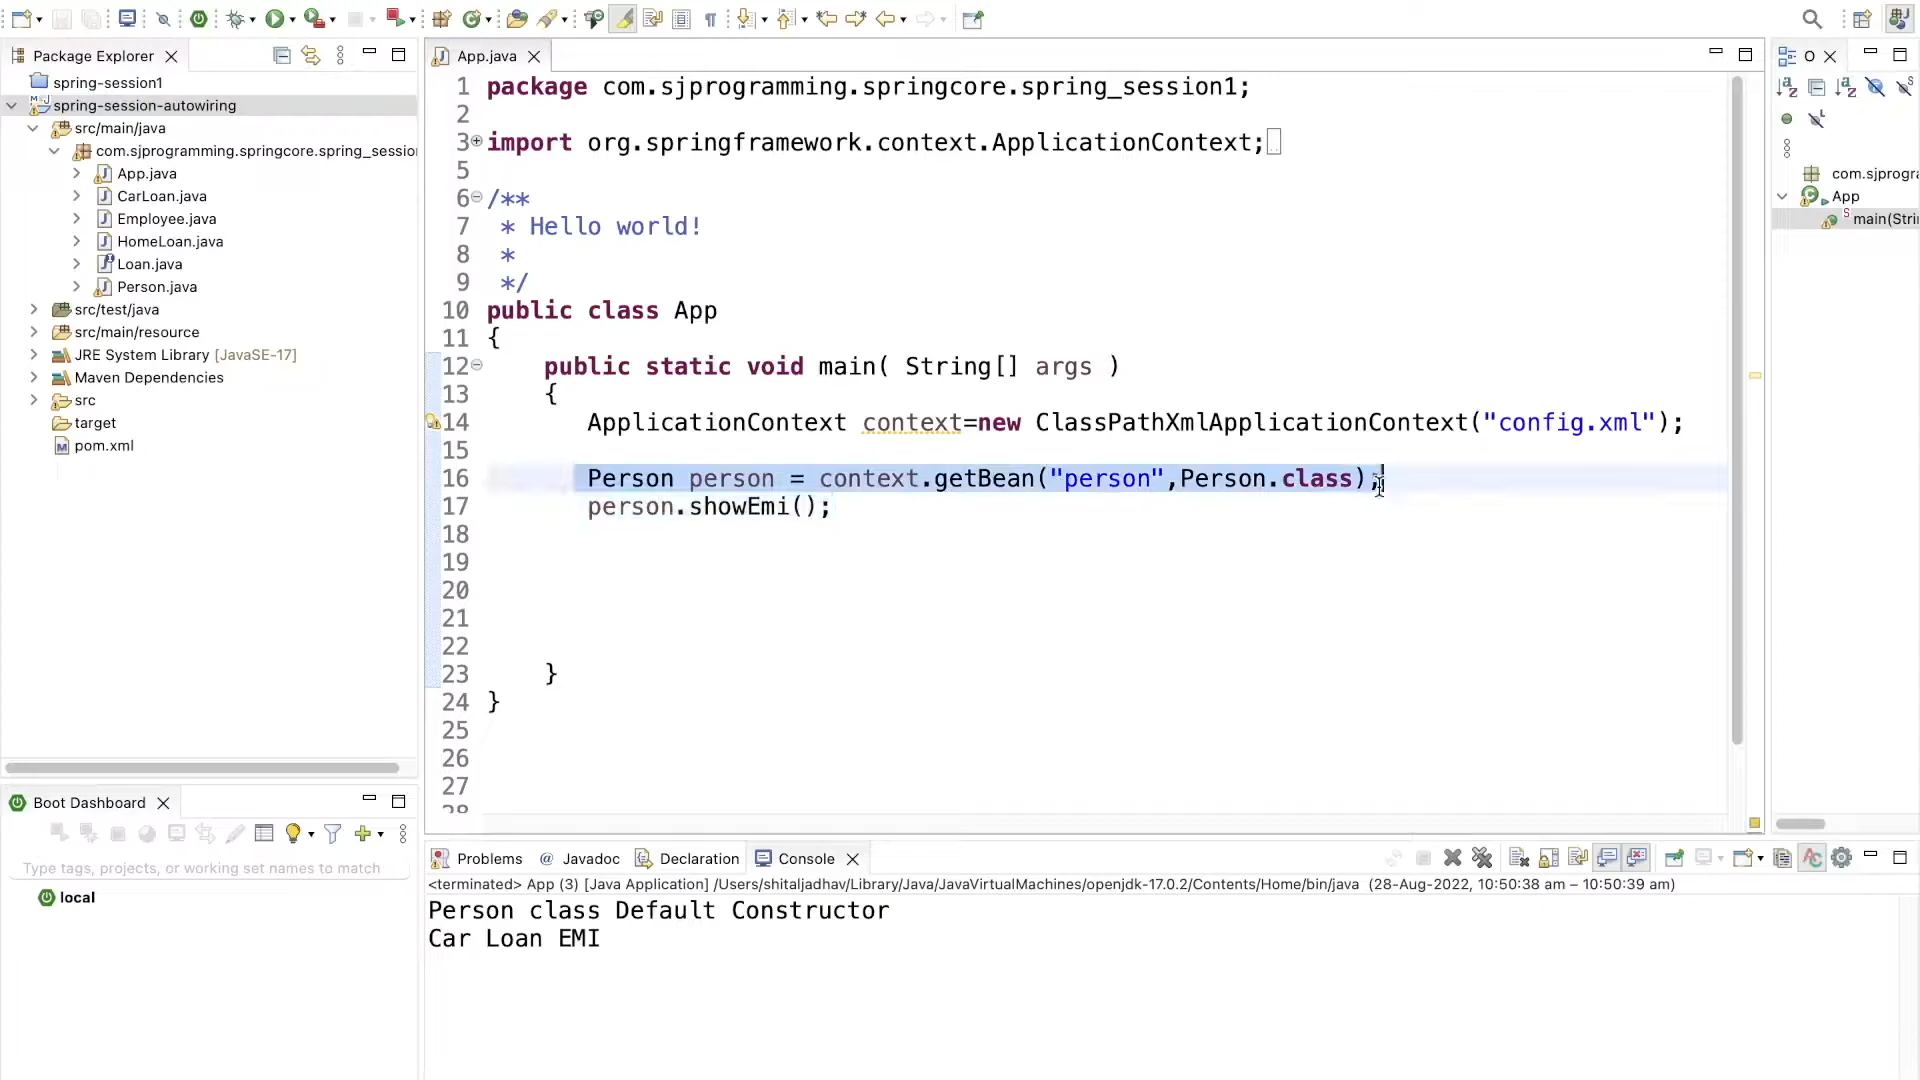 Package Explorer
spring-session1
spring-session-autowiring
src/main/java
com.sjprogramming.springcore.spring_session
App.java
CarLoan.java
Employee.java
HomeLoan.java
Loan.java
Person.java
src/test/java
src/main/resource
JRE System Library [JavaSE-17]
Maven Dependencies
src
target
pom.xml
Boot Dashboard
Type tags, projects, or working set names to match
local
App.java
1 package com.sjprogramming.springcore.spring_session1;
2
3 import org.springframework.context.ApplicationContext;
5
6 /**
7 * Hello world!
8 *
9 */
10 public class App
11 {
12 public static void main( String[] args )
13 {
14 ApplicationContext context=new ClassPathXmlApplicationContext("config.xml");
15
16 Person person = context.getBean("person",Person.class);
17 person.showEmi();
18
19
20
21
22
23 }
24 }
25
26
27
28
O
com.sjprogra
App
main(Strin
Problems @ Javadoc Declaration Console
<terminated> App (3) [Java Application] /Users/shitaljadhav/Library/Java/JavaVirtualMachines/openjdk-17.0.2/Contents/Home/bin/java (28-Aug-2022, 10:50:38 am – 10:50:39 am)
Person class Default Constructor
Car Loan EMI